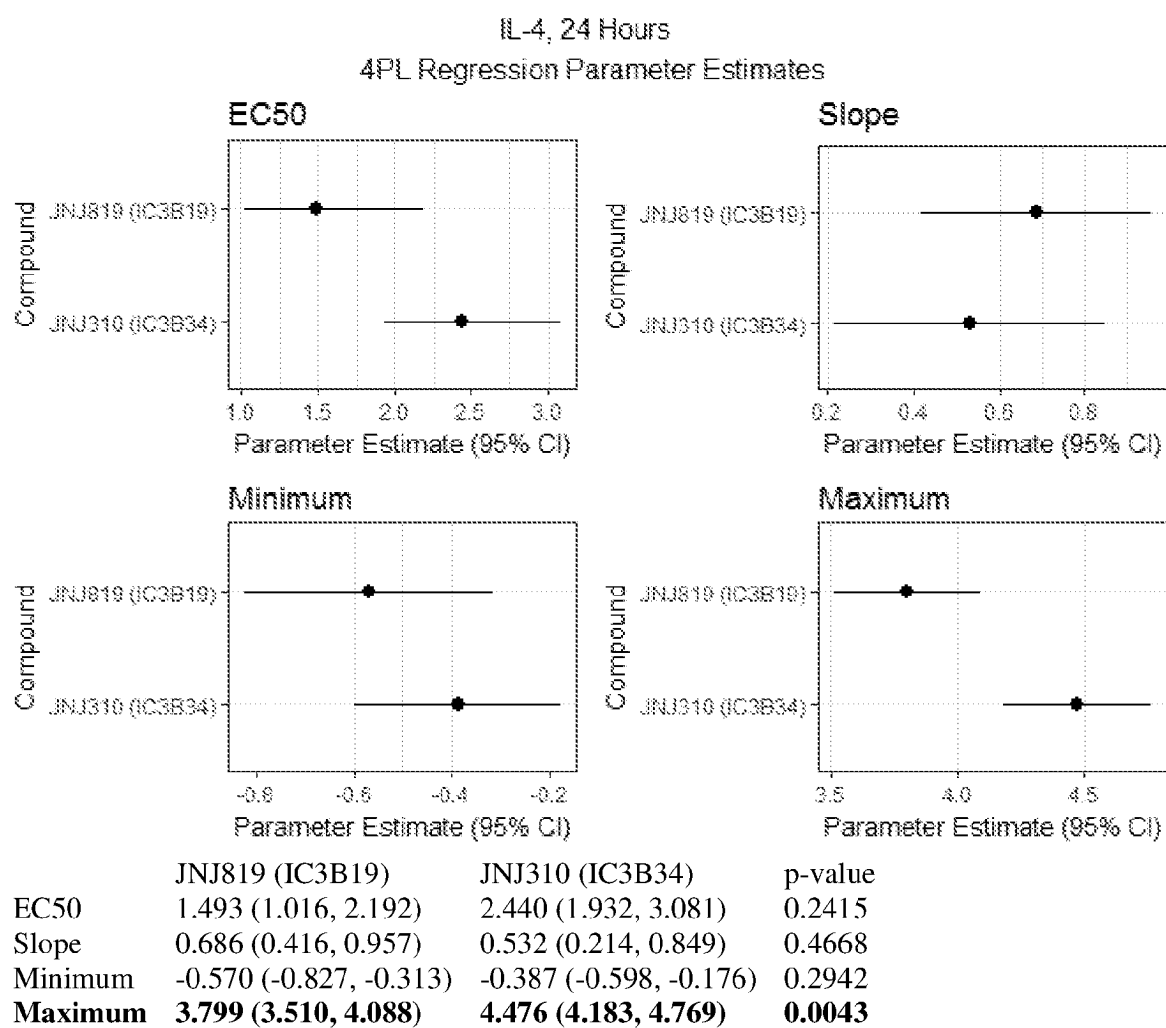 IL-4, 24 Hours
4PL Regression Parameter Estimates
EC50
Compound
JNJ819 (IC3B19)
JNJ310 (IC3B34)
1.0 1.5 2.0 2.5 3.0
Parameter Estimate (95% CI)
Slope
Compound
JNJ819 (IC3B19)
JNJ310 (IC3B34)
0.2 0.4 0.6 0.8
Parameter Estimate (95% CI)
Minimum
Compound
JNJ819 (IC3B19)
JNJ310 (IC3B34)
-0.8 -0.6 -0.4 -0.2
Parameter Estimate (95% CI)
Maximum
Compound
JNJ819 (IC3B19)
JNJ310 (IC3B34)
3.5 4.0 4.5
Parameter Estimate (95% CI)
JNJ819 (IC3B19) JNJ310 (IC3B34) p-value
EC50 1.493 (1.016, 2.192) 2.440 (1.932, 3.081) 0.2415
Slope 0.686 (0.416, 0.957) 0.532 (0.214, 0.849) 0.4668
Minimum -0.570 (-0.827, -0.313) -0.387 (-0.598, -0.176) 0.2942
Maximum 3.799 (3.510, 4.088) 4.476 (4.183, 4.769) 0.0043